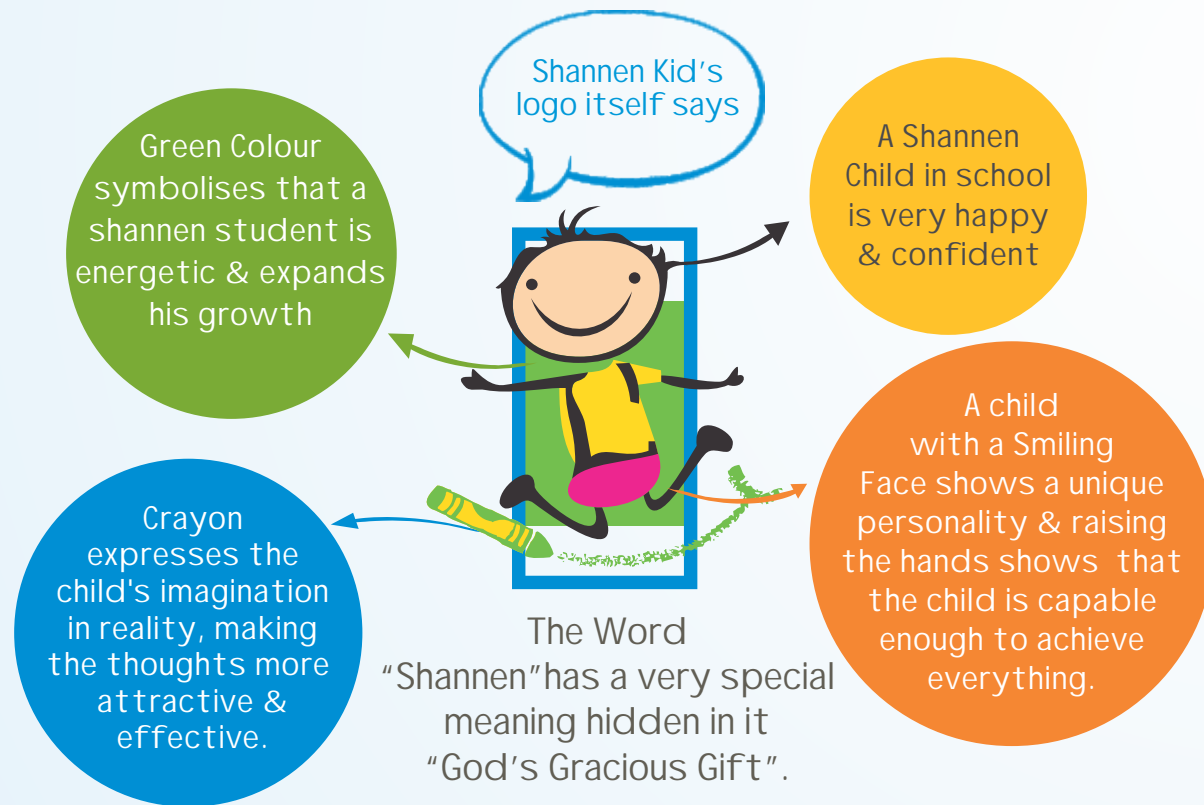 Shannen Kid's
logo itself says
Green Colour
symbolises that a
shannen student is
energetic & expands
his growth
A Shannen
Child in school
is very happy
& confident
Crayon
expresses the
child's imagination
in reality, making
the thoughts more
attractive &
effective.
A child
with a Smiling
Face shows a unique
personality & raising
the hands shows that
the child is capable
enough to achieve
everything.
The Word
“Shannen”has a very special
meaning hidden in it
“God's Gracious Gift”.